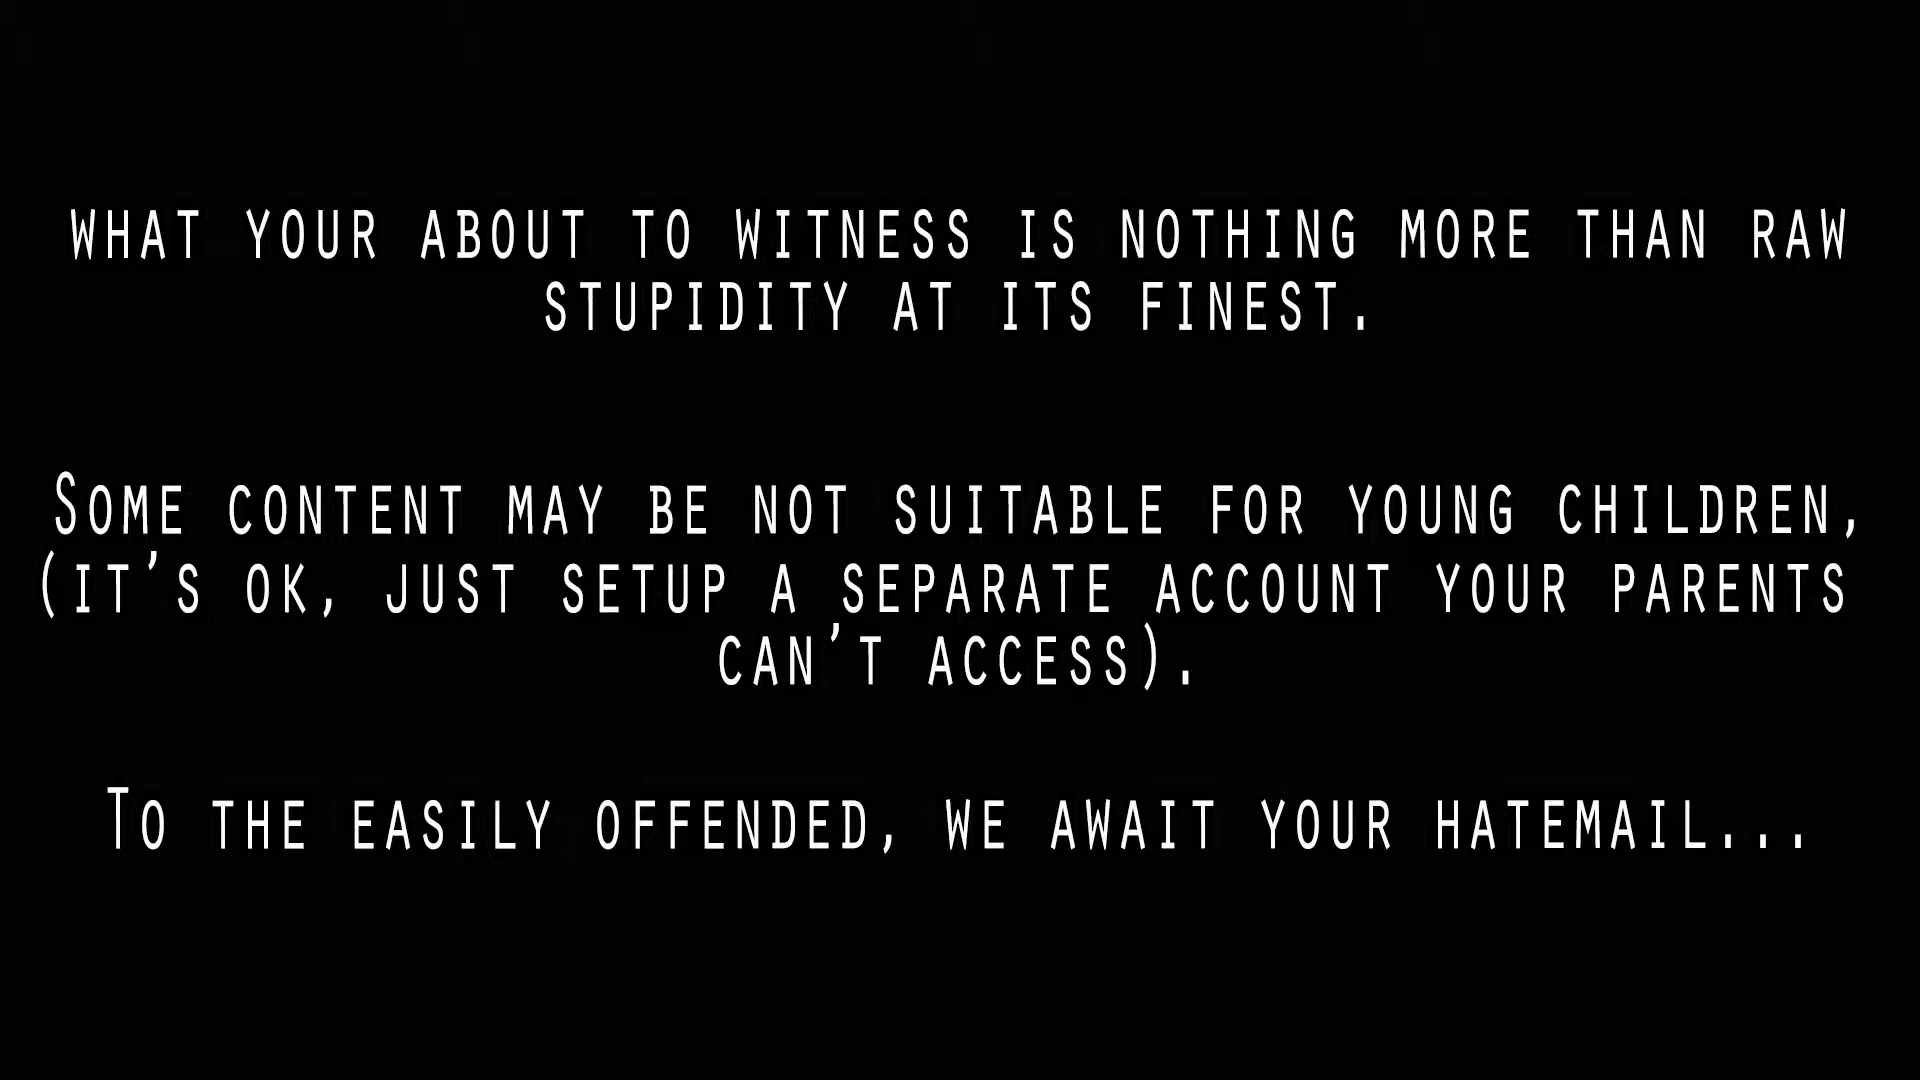 WHAT YOUR ABOUT TO WITNESS IS NOTHING MORE THAN RAW
STUPIDITY AT ITS FINEST.
SOME CONTENT MAY BE NOT SUITABLE FOR YOUNG CHILDREN,
(IT'S OK, JUST SETUP A SEPARATE ACCOUNT YOUR PARENTS
CAN'T ACCESS).
TO THE EASILY OFFENDED, WE AWAIT YOUR HATEMAIL...